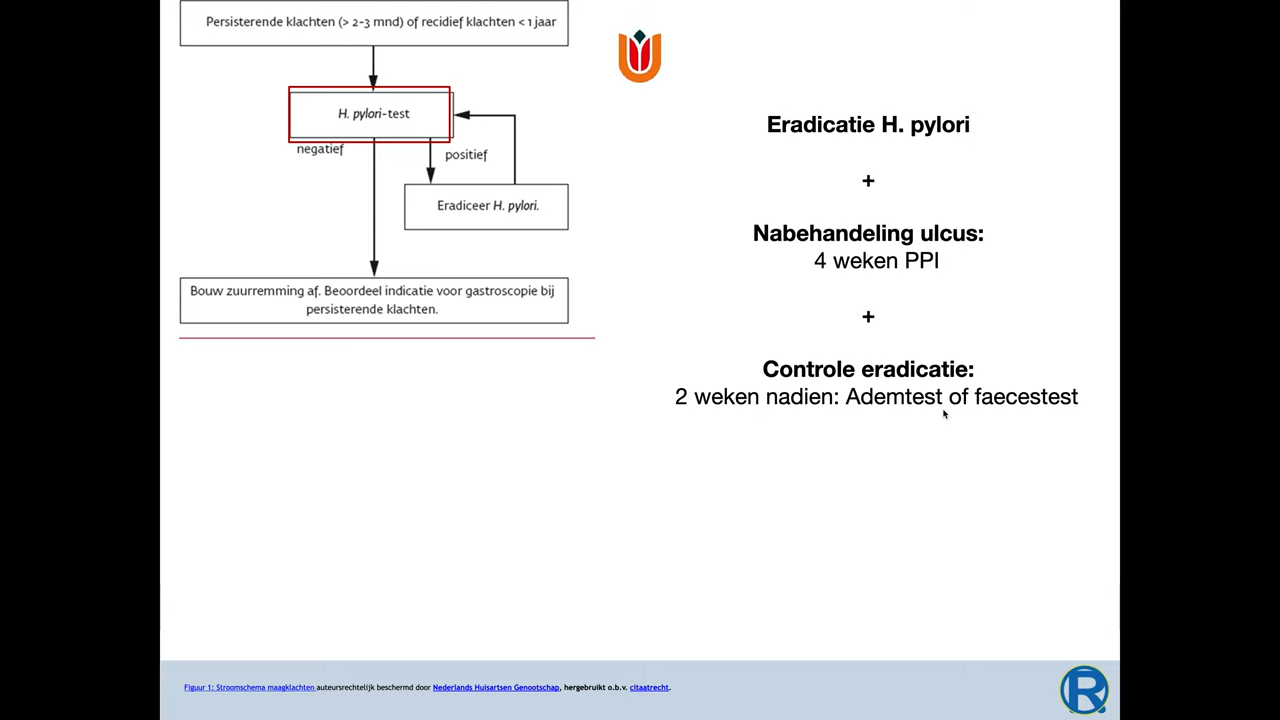 Persisterende klachten (> 2-3 mnd) of recidief klachten < 1 jaar
H. pylori-test
negatief
positief
Eradiceer H. pylori.
Bouw zuurremming af. Beoordeel indicatie voor gastroscopie bij
persisterende klachten.
Eradicatie H. pylori
+
Nabehandeling ulcus:
4 weken PPI
+
Controle eradicatie:
2 weken nadien: Ademtest of faecestest
Figuur 1: Stroomschema maagklachten auteursrechtelijk beschermd door Nederlands Huisartsen Genootschap, hergebruikt o.b.v. citaatrecht.
R